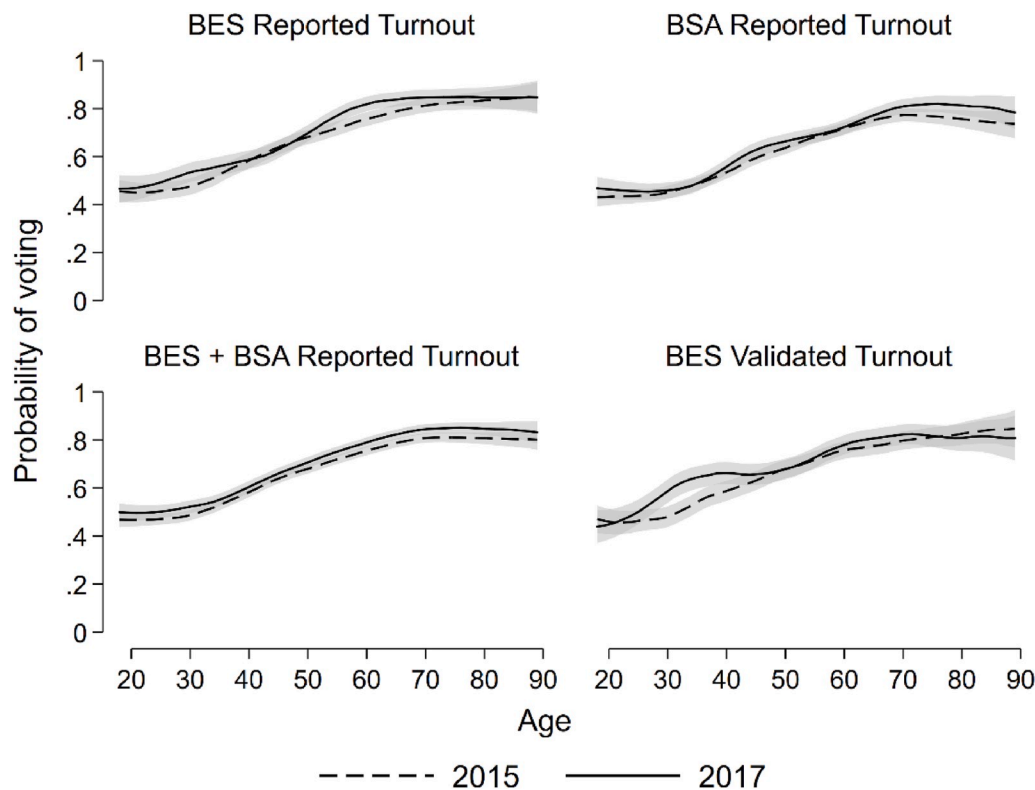 BES Reported Turnout
BSA Reported Turnout
1
.8
.6
.4
.2
0
BES + BSA Reported Turnout
BES Validated Turnout
1
.8
.6
.4
.2
0
Probability of voting
20 30 40 50 60 70 80 90
20 30 40 50 60 70 80 90
Age
2015 2017